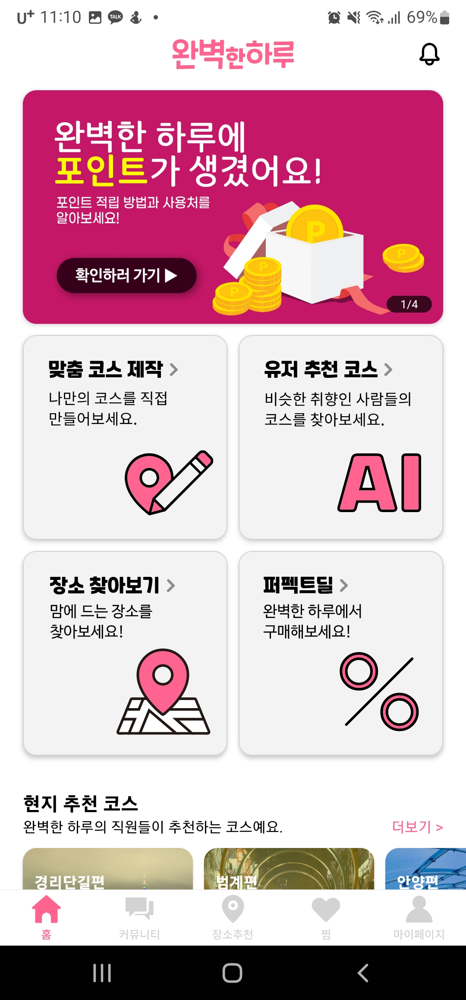 U+ 11:10 TALK 69%
완벽한하루
완벽한 하루에
포인트가 생겼어요!
포인트 적립 방법과 사용처를
알아보세요!
P
P
P
P
확인하러 가기 ▶
1/4
맞춤 코스 제작 >
나만의 코스를 직접
만들어보세요.
유저 추천 코스 >
비슷한 취향인 사람들의
코스를 찾아보세요.
AI
장소 찾아보기 >
맘에 드는 장소를
찾아보세요!
퍼펙트딜 >
완벽한 하루에서
구매해보세요!
%
현지 추천 코스
완벽한 하루의 직원들이 추천하는 코스예요.
더보기 >
경리단길편
범계편
안양편
홈
커뮤니티
장소추천
찜
마이페이지